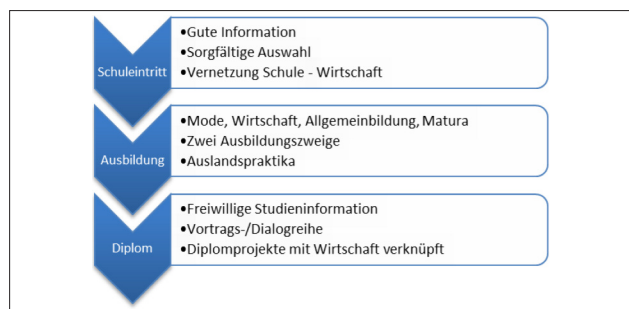 Schuleintritt
•Gute Information
•Sorgfältige Auswahl
•Vernetzung Schule - Wirtschaft
Ausbildung
•Mode, Wirtschaft, Allgemeinbildung, Matura
•Zwei Ausbildungszweige
•Auslandspraktika
Diplom
•Freiwillige Studieninformation
•Vortrags-/Dialogreihe
•Diplomprojekte mit Wirtschaft verknüpft